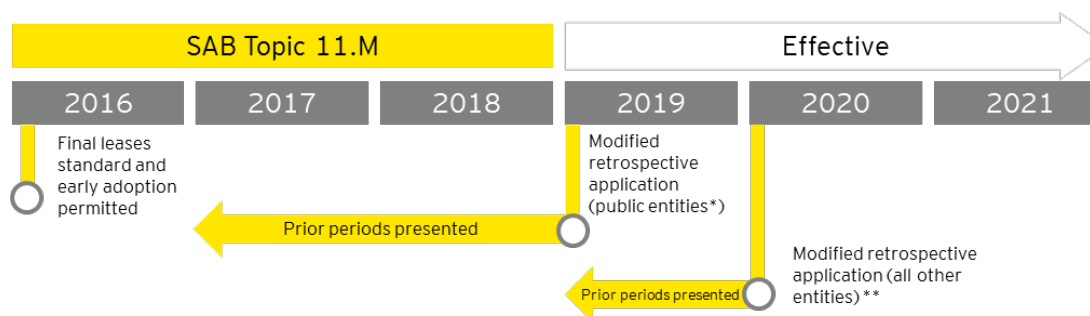 SAB Topic 11.M
Effective
2016
2017
2018
2019
2020
2021
Final leases
standard and
early adoption
permitted
Modified
retrospective
application
(public entities*)
Prior periods presented
Modified retrospective
application (all other
entities)**
Prior periods presented